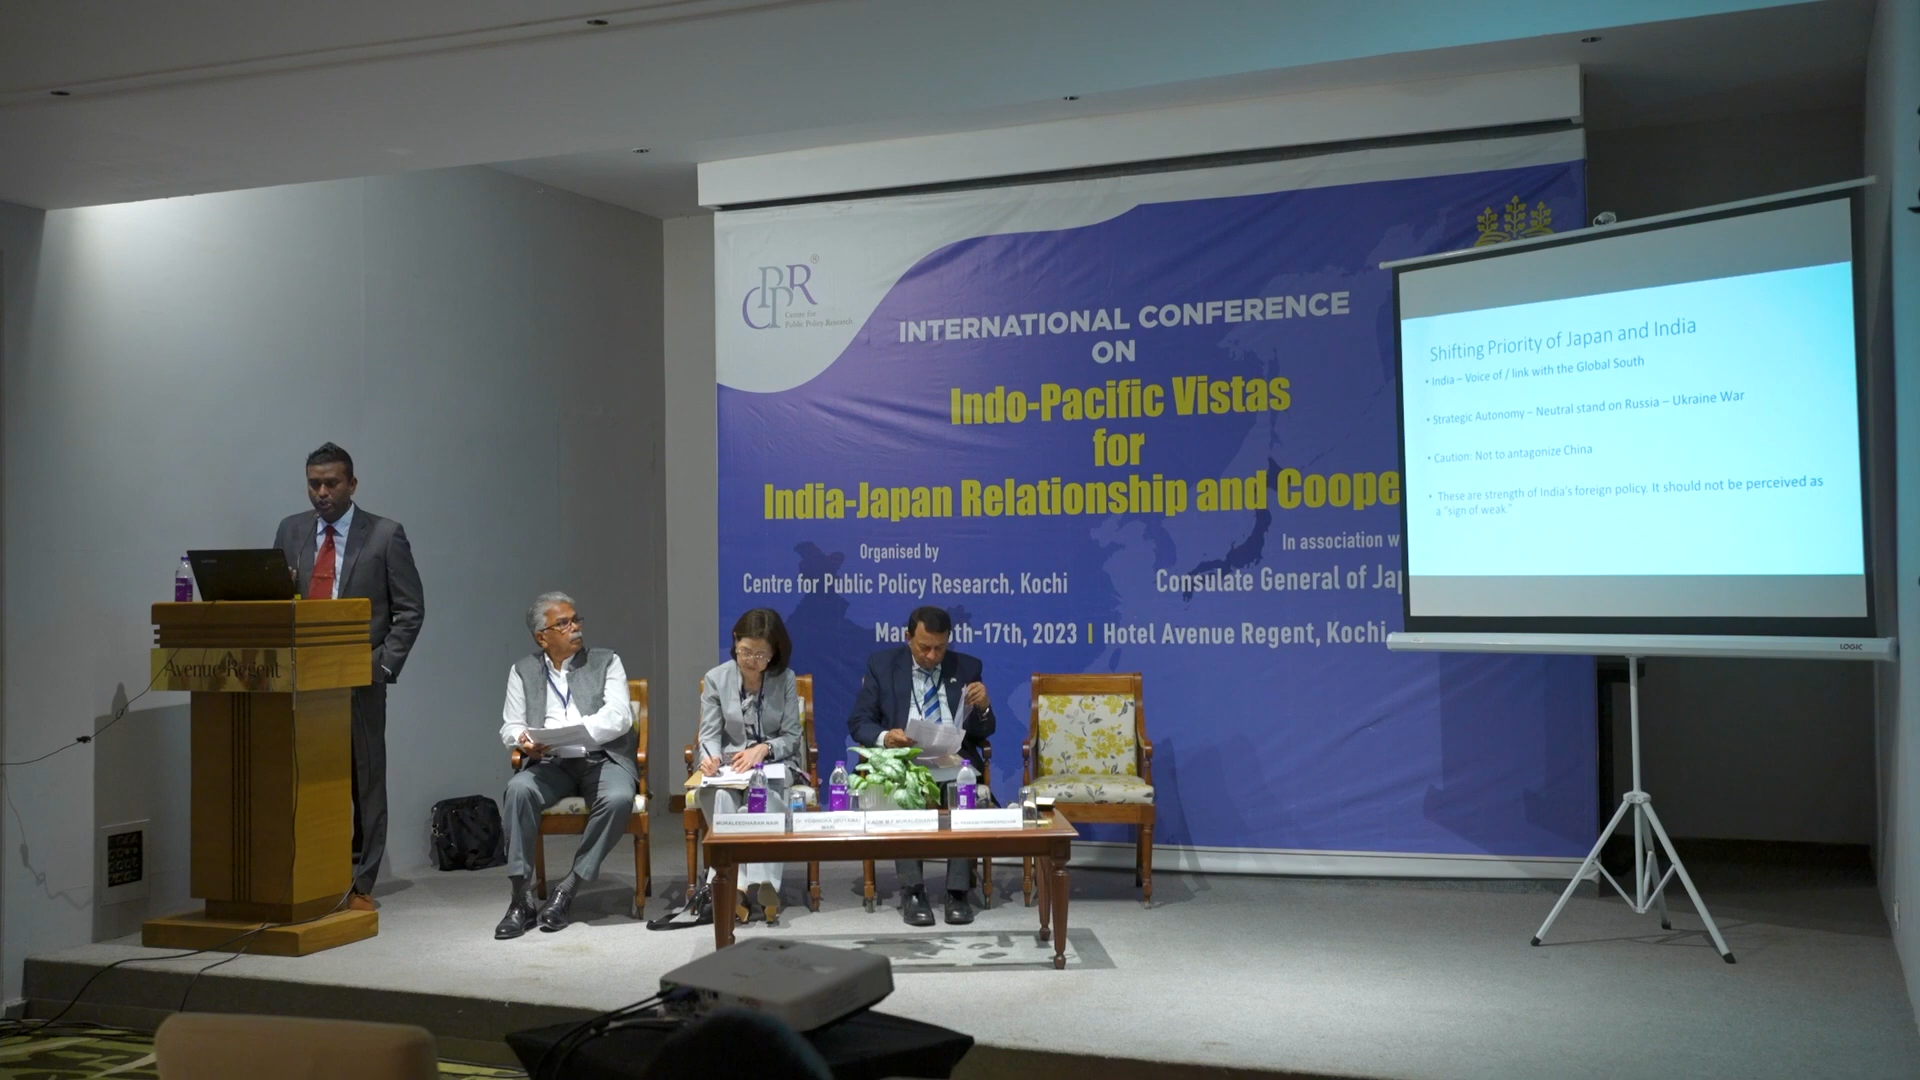 CPPR
Centre for
Public Policy Research
INTERNATIONAL CONFERENCE
ON
Indo-Pacific Vistas
for
India-Japan Relationship and Coope
Organised by
Centre for Public Policy Research, Kochi
In association w
Consulate General of Jap
Mar th-17th, 2023 | Hotel Avenue Regent, Kochi
Shifting Priority of Japan and India
• India – Voice of / link with the Global South
• Strategic Autonomy – Neutral stand on Russia – Ukraine War
• Caution: Not to antagonize China
• These are strength of India's foreign policy. It should not be perceived as
a "sign of weak."
LOGIC
Avenue Regent
MURALEEDHARAN NAIR